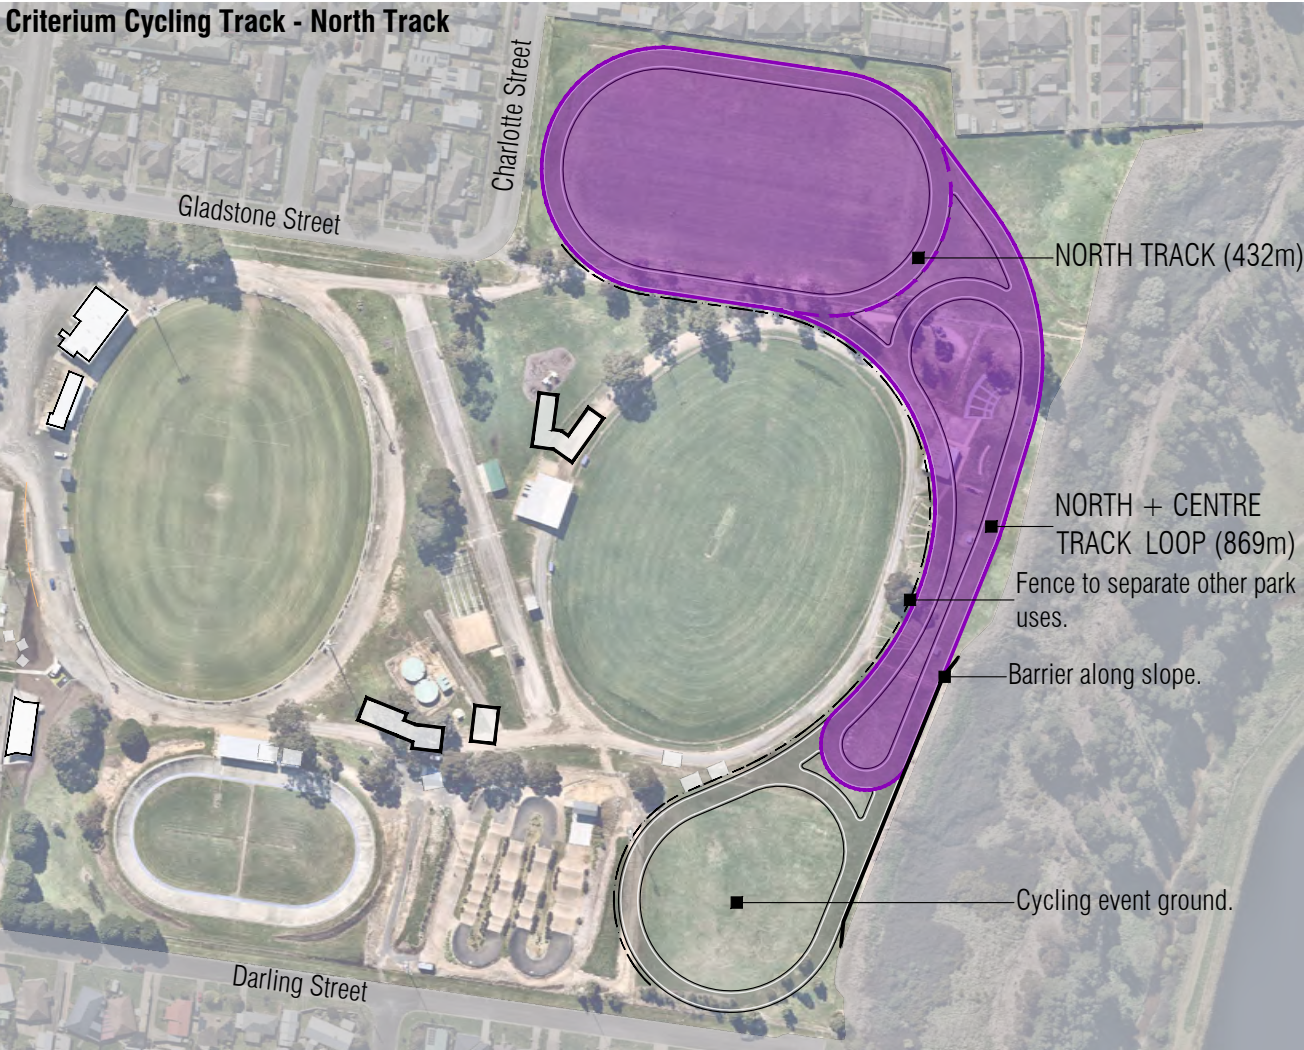 Criterium Cycling Track - North Track
Charlotte Street
Gladstone Street
NORTH TRACK (432m)
NORTH + CENTRE
TRACK LOOP (869m)
Fence to separate other park
uses.
Barrier along slope.
Cycling event ground.
Darling Street